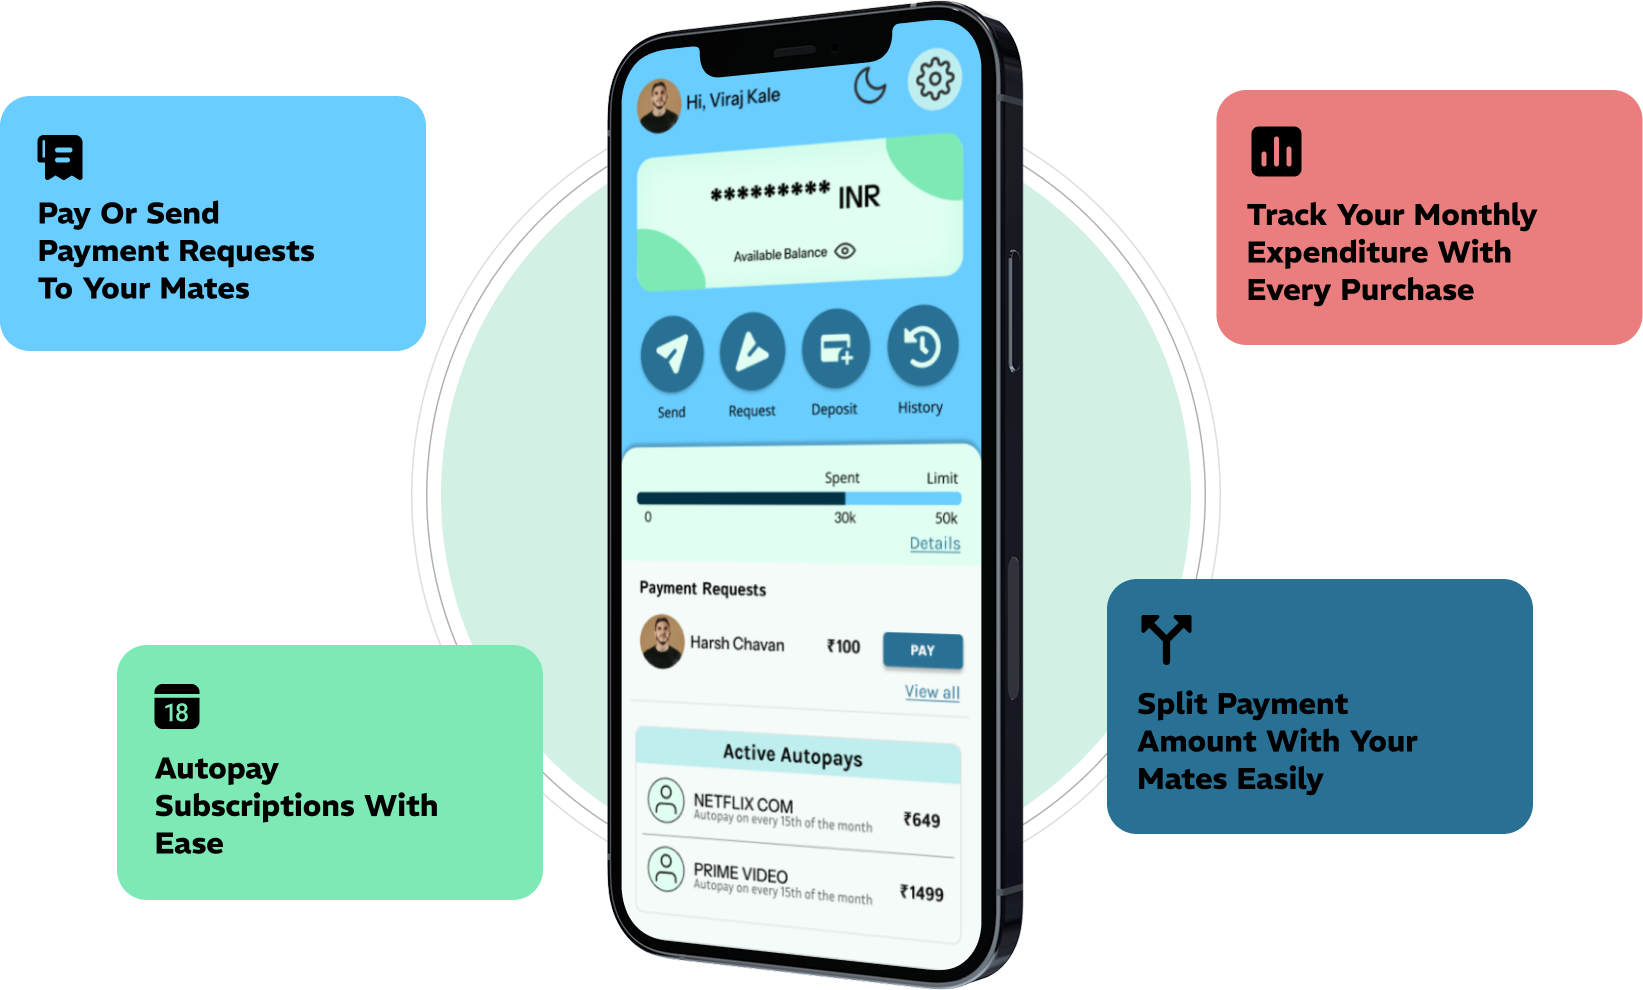 Pay Or Send
Payment Requests
To Your Mates
Autopay
Subscriptions With
Ease
18
Hi, Viraj Kale
********* INR
Available Balance
Send Request Deposit History
Spent Limit
0 30k 50k
Details
Payment Requests
Harsh Chavan ₹100 PAY
View all
Active Autopays
NETFLIX COM ₹649
Autopay on every 15th of the month
PRIME VIDEO ₹1499
Autopay on every 15th of the month
Track Your Monthly
Expenditure With
Every Purchase
Split Payment
Amount With Your
Mates Easily